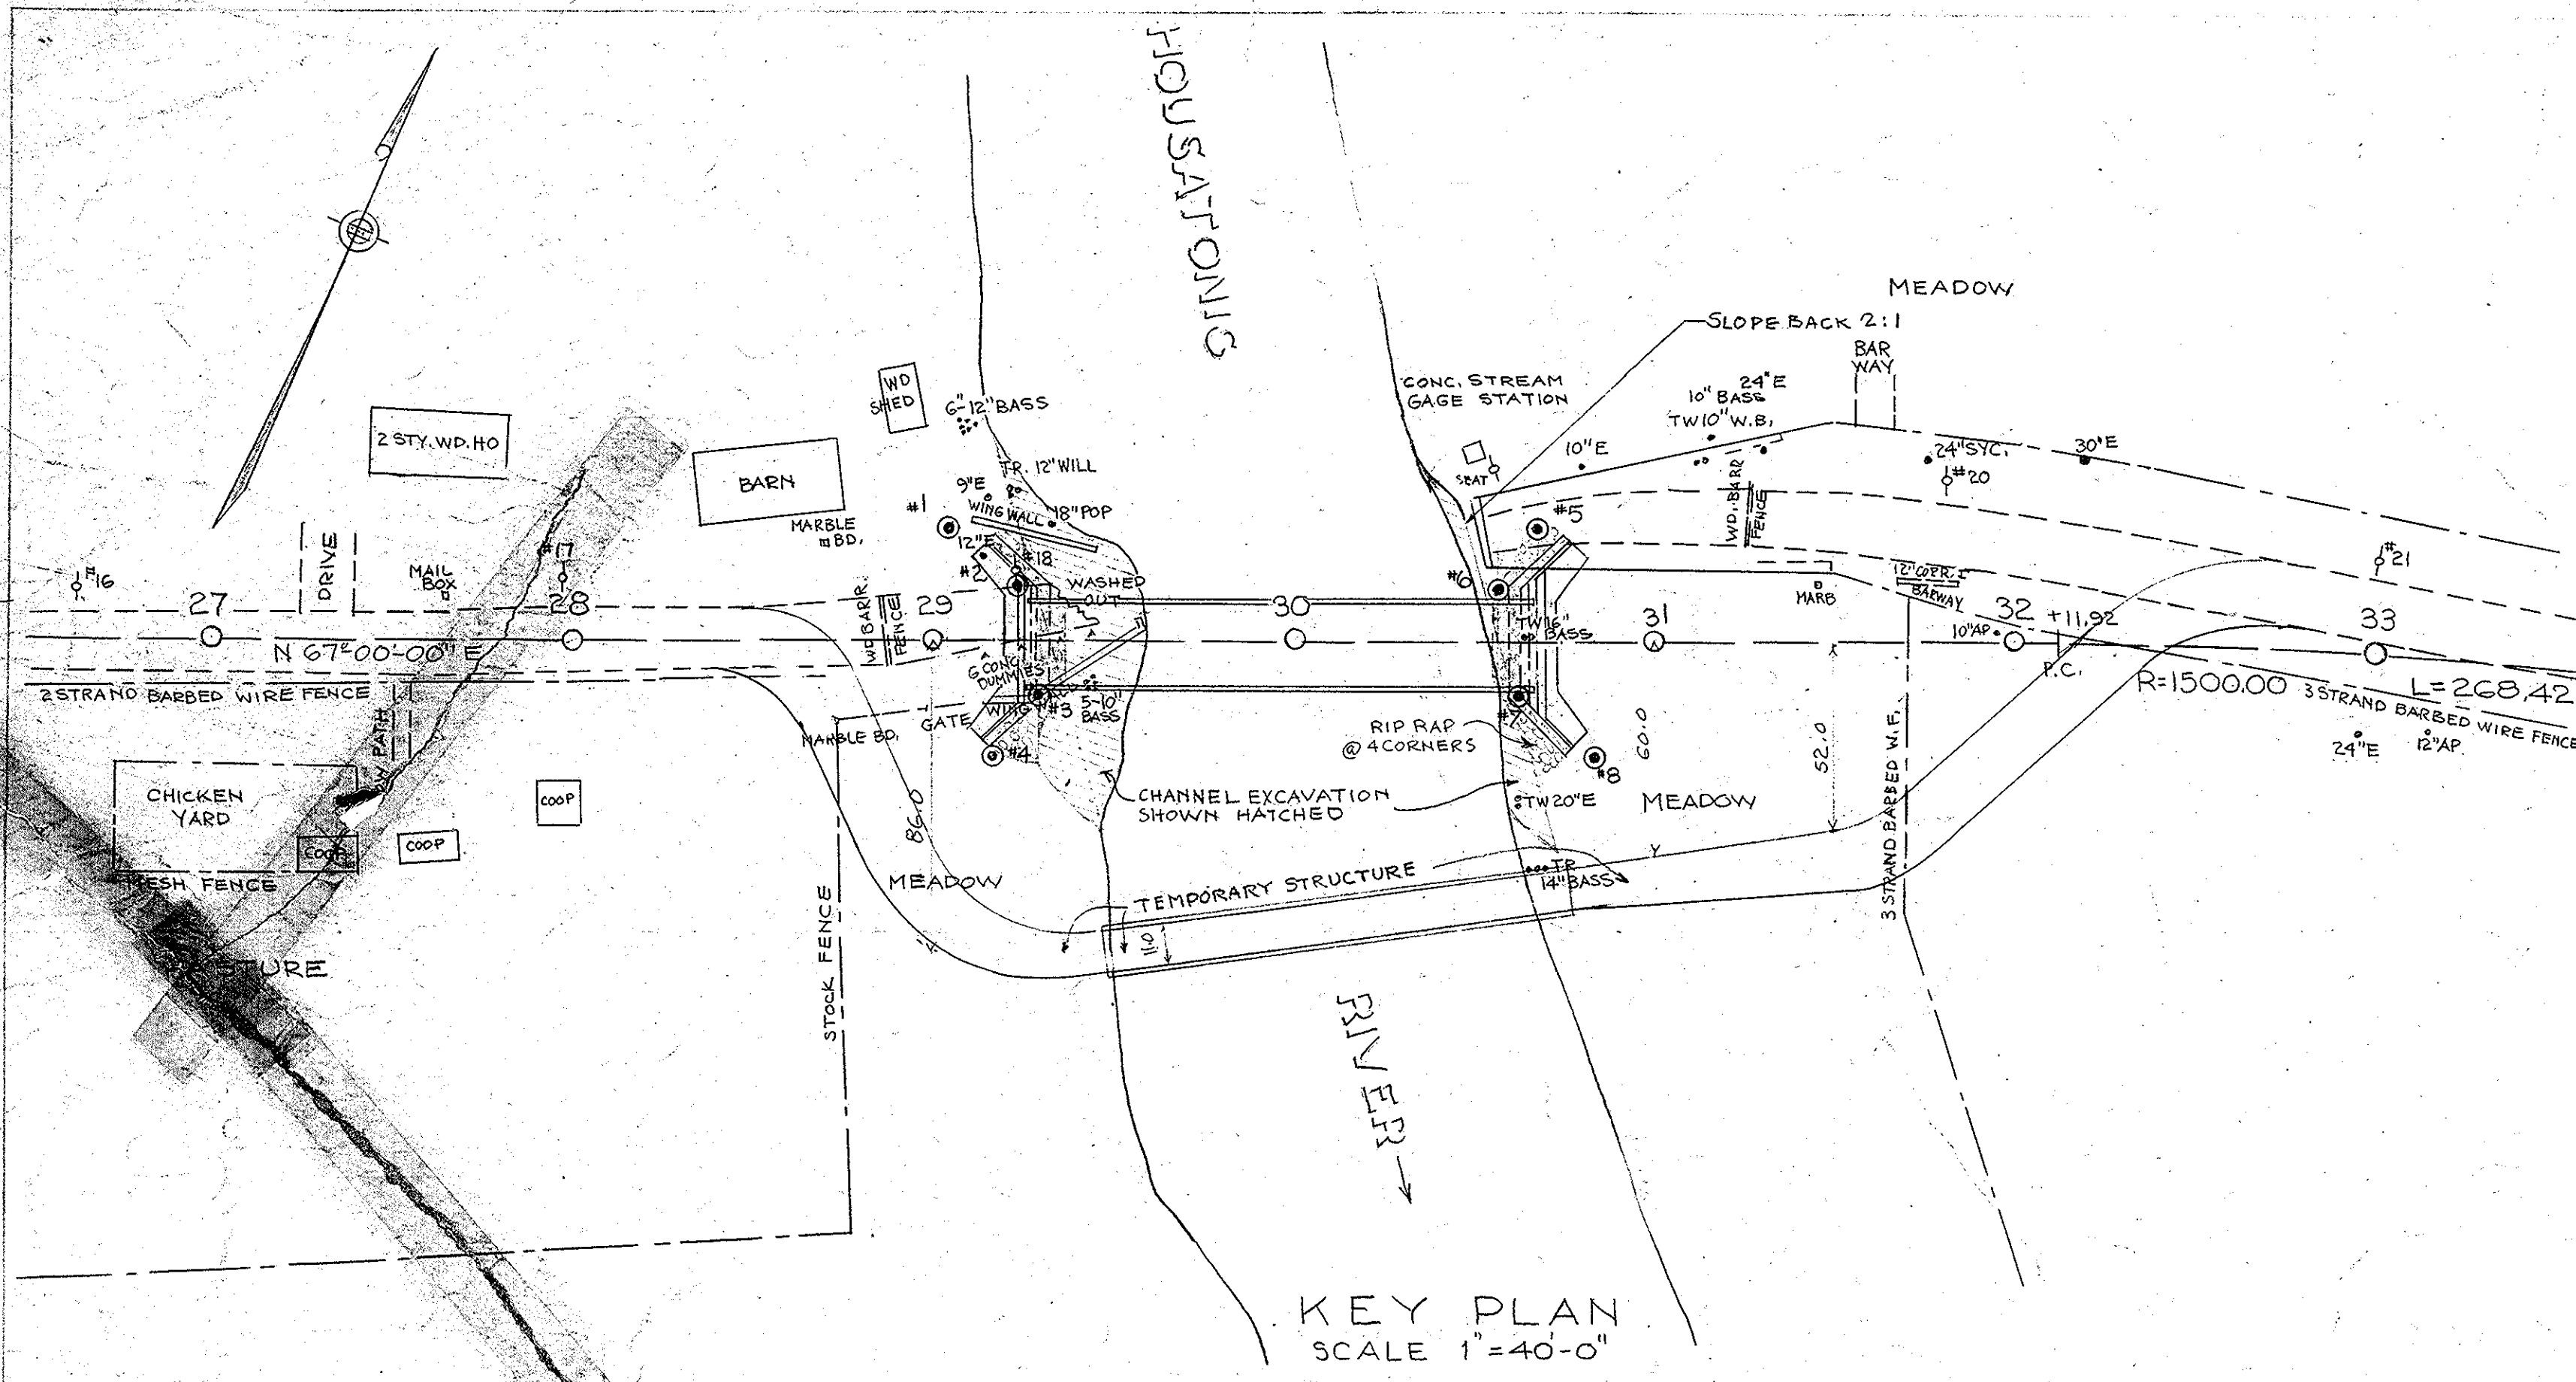 HOUSATONIC
MEADOW
SLOPE BACK 2:1
BAR
WAY
CONC. STREAM
GAGE STATION
24"E
10" BASS
TW10" W.B.
10"E
SEAT
24"SYC.
#20
30"E
WD
SHED
6"-12" BASS
2 STY. WD. HO
BARN
TR. 12" WILL
9"E
WING WALL
18" POP
#1
12"E
#18
#2
WASHED
OUT
MARBLE
BD.
#16
DRIVE
MAIL
BOX
#17
27
28
29
30
31
32
+11.92
33
WD. BARR.
FENCE
WD. BARR
FENCE
#5
#6
#21
MARB
BARWAY
10"AP.
P.C.
TW16"
BASS
N 67°00-00" E
2 STRAND BARBED WIRE FENCE
6 CONC
DUMMIES
WING
#3
5-10"
BASS
GATE
MARBLE BD.
#4
#7
#8
RIP RAP
@ 4 CORNERS
60.0
52.0
86.0
R=1500.00
L=268.42
3 STRAND BARBED WIRE FENCE
24"E
12"AP.
3 STRAND BARBED W.F.
PATH
CHICKEN
YARD
COOP
COOP
COOP
MESH FENCE
CHANNEL EXCAVATION
SHOWN HATCHED
TW 20"E
MEADOW
MEADOW
TEMPORARY STRUCTURE
TR
14" BASS
STOCK FENCE
RIVER
KEY PLAN
SCALE 1"=40'-0"